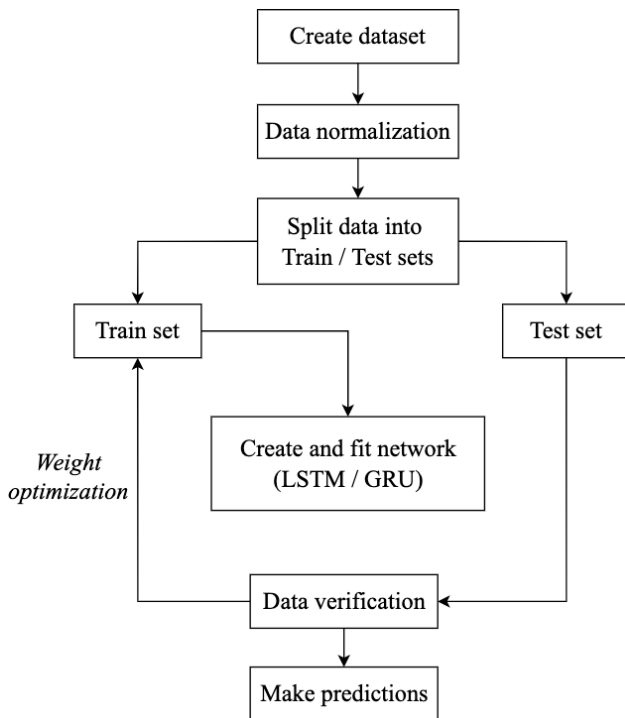 Create dataset
Data normalization
Split data into
Train / Test sets
Train set
Test set
Create and fit network
(LSTM / GRU)
Weight
optimization
Data verification
Make predictions